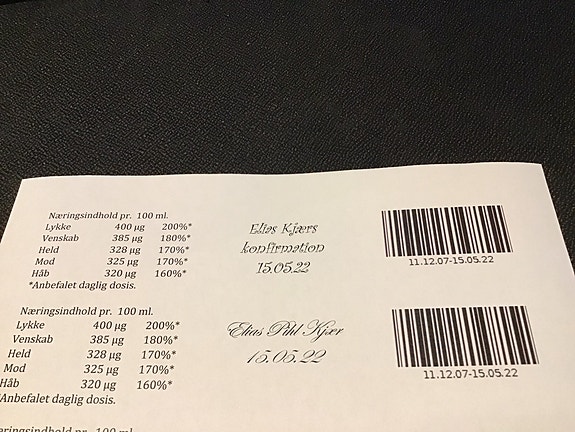 Næringsindhold pr. 100 ml.
Lykke 400 µg 200%*
Venskab 385 µg 180%*
Held 328 µg 170%*
Mod 325 µg 170%*
Håb 320 µg 160%*
*Anbefalet daglig dosis.
Elias Kjærs
konfirmation
15.05.22
11.12.07-15.05.22
Næringsindhold pr. 100 ml.
Lykke 400 µg 200%*
Venskab 385 µg 180%*
Held 328 µg 170%*
Mod 325 µg 170%*
Håb 320 µg 160%*
*Anbefalet daglig dosis.
Elias Pihl Kjær
15.05.22
11.12.07-15.05.22
Næringsindhold pr. 100 ml.